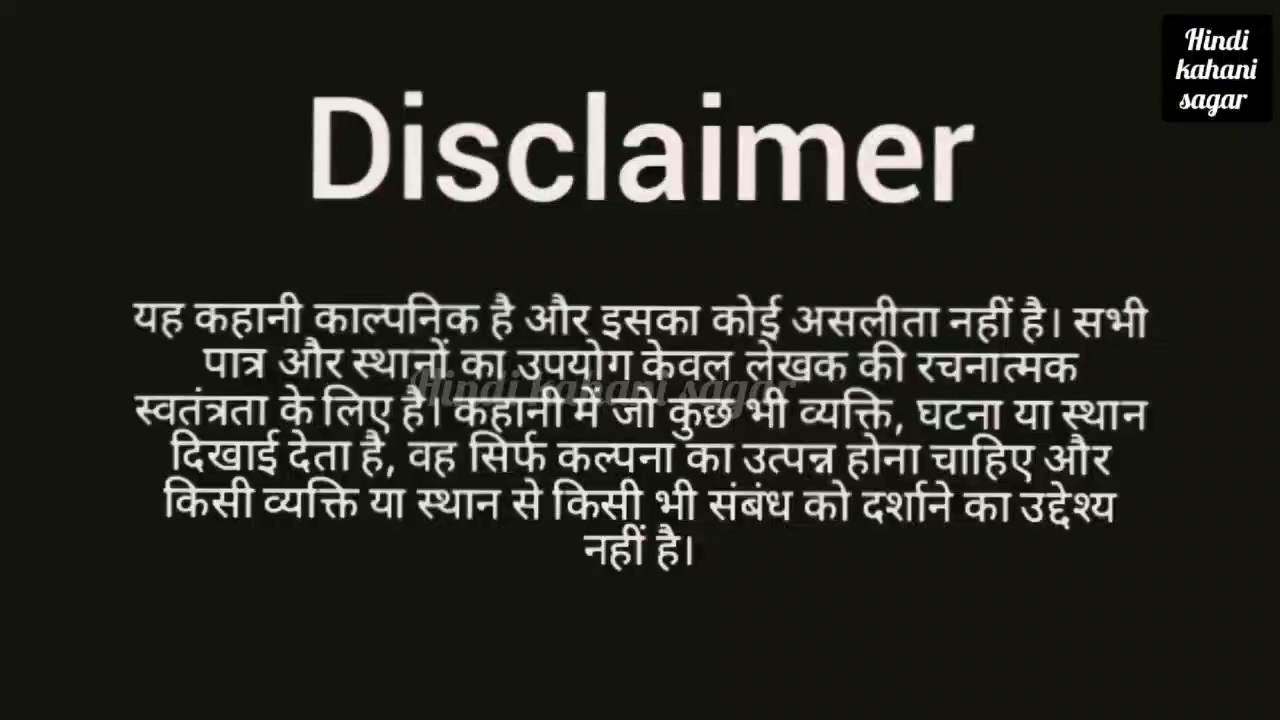 Hindi
kahani
sagar
Disclaimer
यह कहानी काल्पनिक है और इसका कोई असलीता नहीं है। सभी
पात्र और स्थानों का उपयोग केवल लेखक की रचनात्मक
Hindi kahani sagar
स्वतंत्रता के लिए है। कहानी में जो कुछ भी व्यक्ति, घटना या स्थान
दिखाई देता है, वह सिर्फ कल्पना का उत्पन्न होना चाहिए और
किसी व्यक्ति या स्थान से किसी भी संबंध को दर्शाने का उद्देश्य
नहीं है।